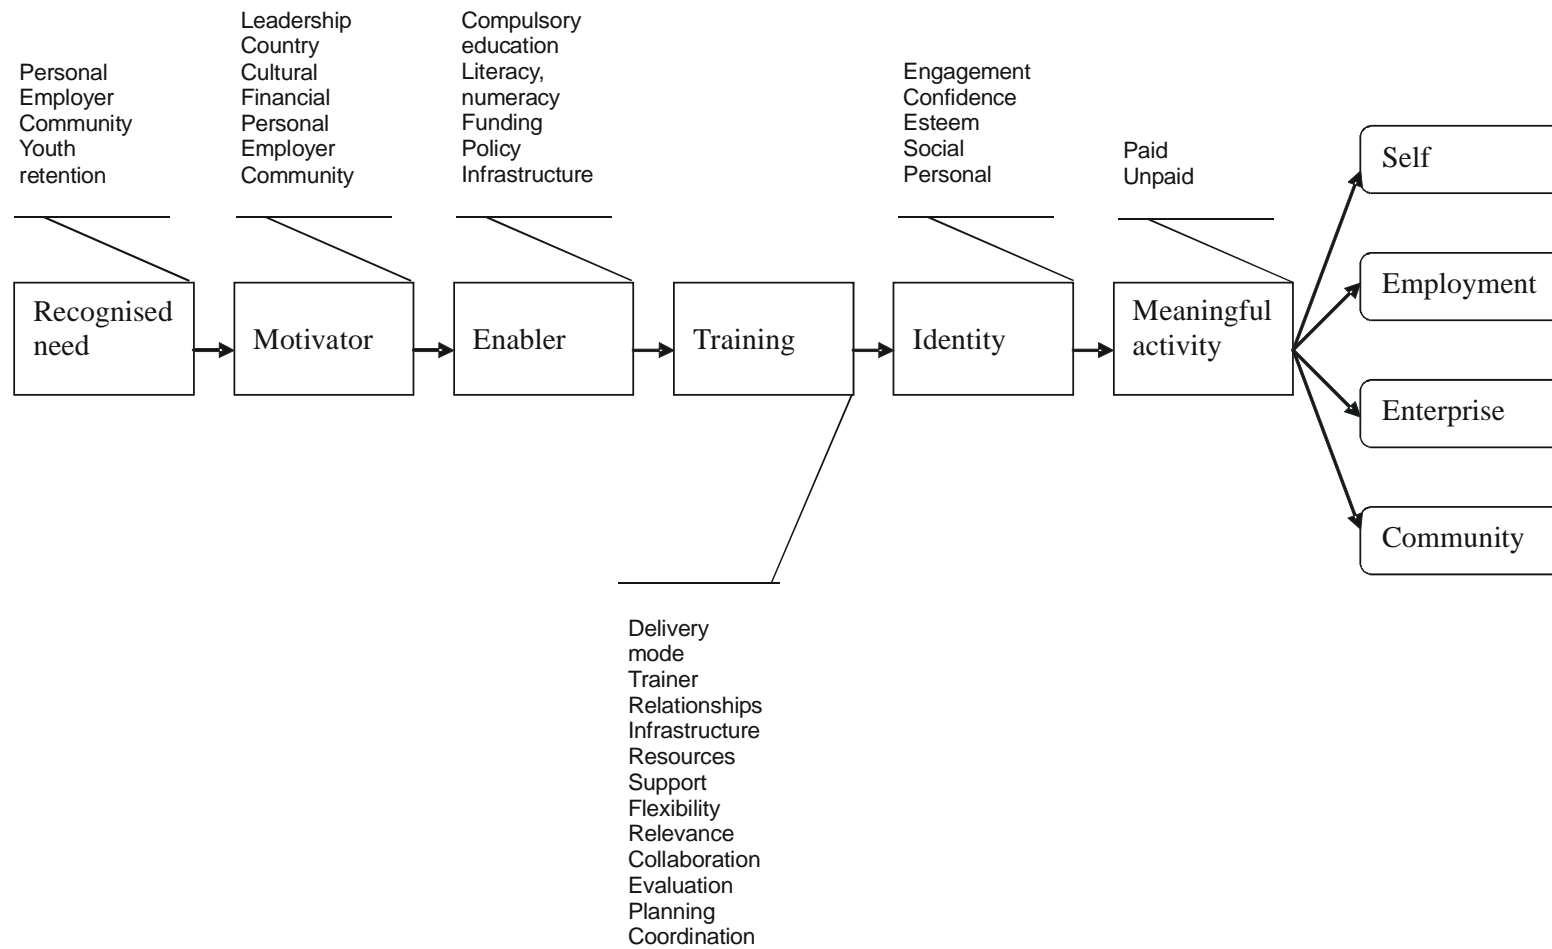 Personal
Employer
Community
Youth
retention
Leadership
Country
Cultural
Financial
Personal
Employer
Community
Compulsory
education
Literacy,
numeracy
Funding
Policy
Infrastructure
Engagement
Confidence
Esteem
Social
Personal
Paid
Unpaid
Recognised
need
Motivator
Enabler
Training
Identity
Meaningful
activity
Self
Employment
Enterprise
Community
Delivery
mode
Trainer
Relationships
Infrastructure
Resources
Support
Flexibility
Relevance
Collaboration
Evaluation
Planning
Coordination